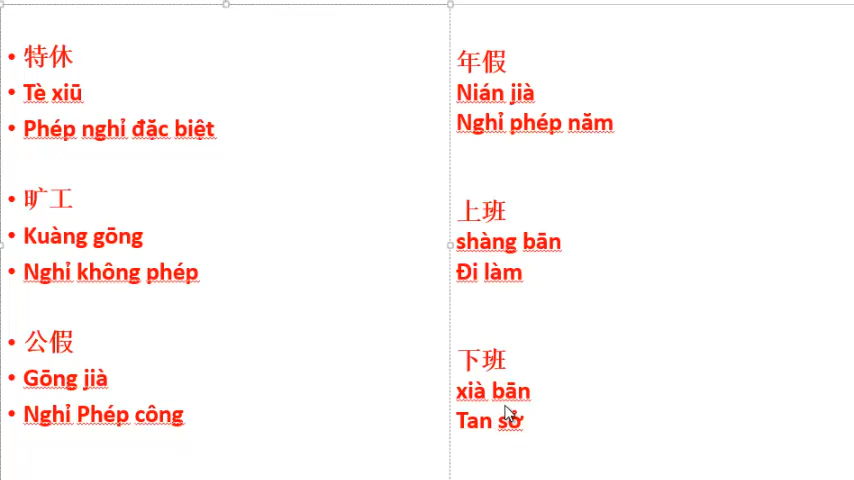 • 特休
• Tè xiū
• Phép nghỉ đặc biệt
• 旷工
• Kuàng gōng
• Nghỉ không phép
• 公假
• Gōng jià
• Nghỉ Phép công
年假
Nián jià
Nghỉ phép năm
上班
shàng bān
Đi làm
下班
xià bān
Tan sở